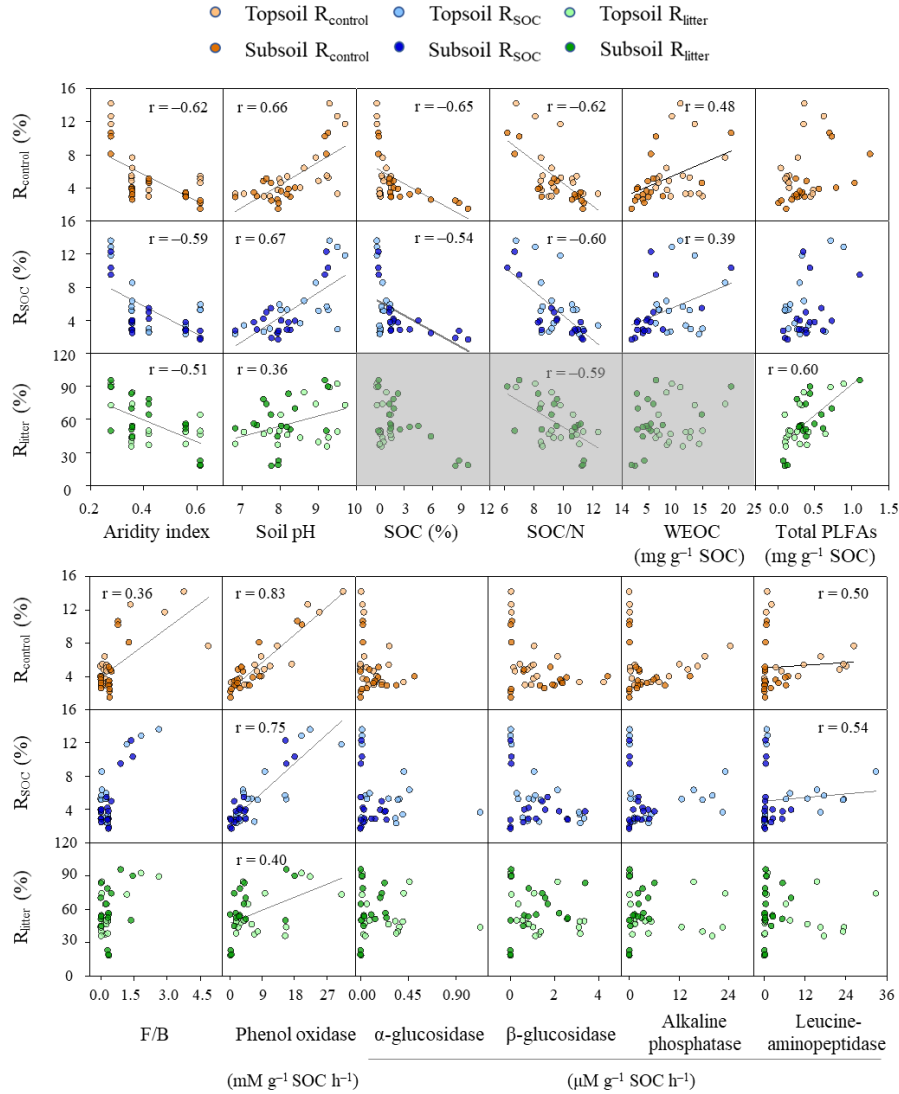 Topsoil Rcontrol Topsoil RSOC Topsoil Rlitter
Subsoil Rcontrol Subsoil RSOC Subsoil Rlitter
16 r = −0.62 r = 0.66 r = −0.65 r = −0.62 r = 0.48
12
Rcontrol (%)
8
4
16
r = −0.59 r = 0.67 r = −0.54 r = −0.60 r = 0.39
12
RSOC (%)
8
4
120
r = −0.51 r = 0.36 r = −0.59 r = 0.60
90
Rlitter (%)
60
30
0
0.2 0.4 0.6 6 7 8 9 10 0 3 6 9 12 6 8 10 12 14 5 10 15 20 25 0.0 0.5 1.0 1.5
Aridity index Soil pH SOC (%) SOC/N WEOC Total PLFAs
(mg g−1 SOC) (mg g−1 SOC)
16
r = 0.36 r = 0.83 r = 0.50
12
Rcontrol (%)
8
4
16
r = 0.75 r = 0.54
12
RSOC (%)
8
4
120
r = 0.40
90
Rlitter (%)
60
30
0
0.0 1.5 3.0 4.5 0 9 18 27 0.00 0.45 0.90 0 2 4 0 12 24 0 12 24 36
F/B Phenol oxidase α-glucosidase β-glucosidase Alkaline phosphatase Leucine-aminopeptidase
(mM g−1 SOC h−1) (μM g−1 SOC h−1)